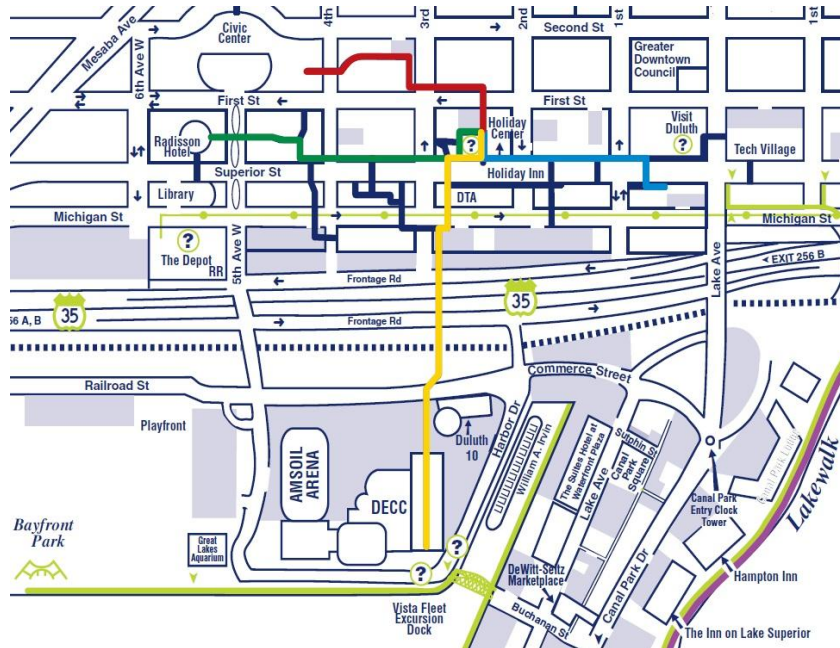 Mesaba Ave
6th Ave W
Civic
Center
4th
3rd
2nd
1st
1st
Second St
Greater
Downtown
Council
First St
First St
Radisson
Hotel
Holiday
Center
?
Visit
Duluth
?
Tech Village
Superior St
Holiday Inn
Library
DTA
Michigan St
Michigan St
?
The Depot
RR
5th Ave W
Lake Ave
EXIT 256 B
Frontage Rd
35
35
56 A, B
Frontage Rd
Railroad St
Commerce Street
Playfront
Harbor Dr
Duluth
10
William A. Irvin
AMSOIL
ARENA
DECC
The Suites Hotel at
Waterfront Plaza
Lake Ave
Sutphin St
Canal
Park
Square
Canal Park
Entry Clock
Tower
Canal Park Dr
Lakewalk
Bayfront
Park
Great
Lakes
Aquarium
?
?
DeWitt-Seitz
Marketplace
Hampton Inn
Buchanan St
Vista Fleet
Excursion
Dock
The Inn on Lake Superior